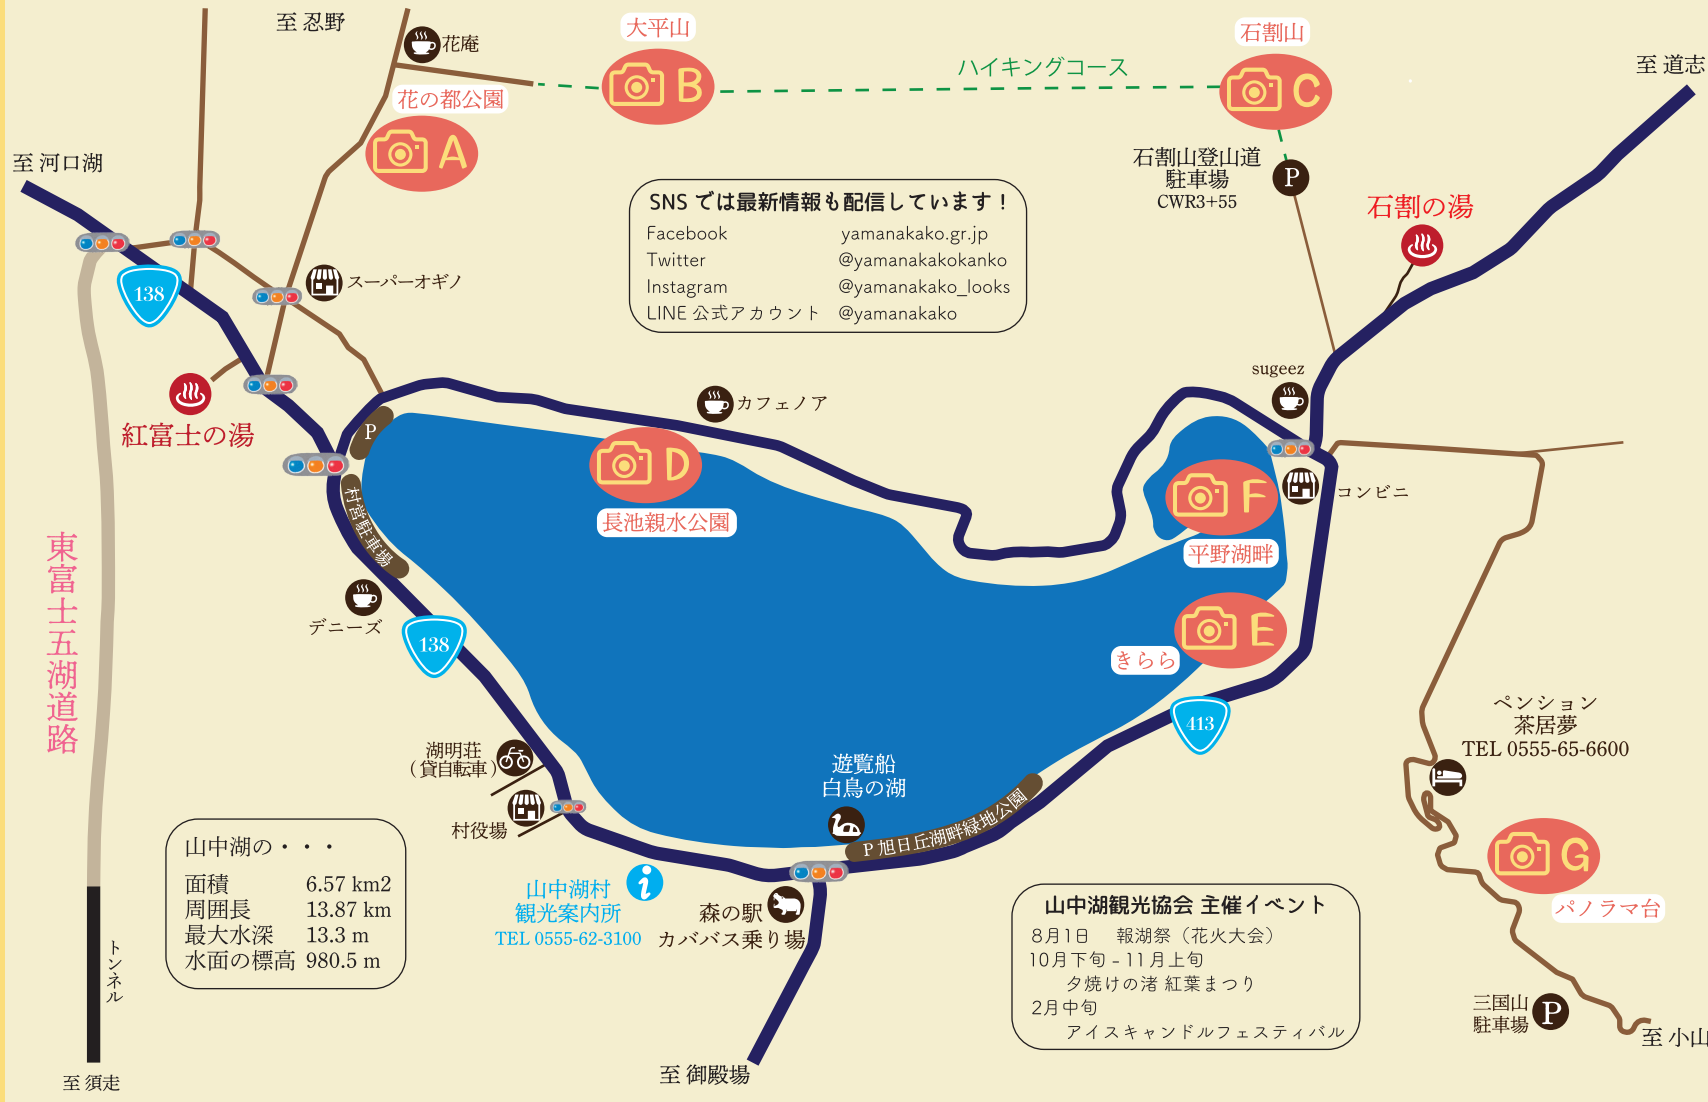 至 忍野
花庵
大平山
B
石割山
C
ハイキングコース
至 道志
花の都公園
A
至 河口湖
石割山登山道
駐車場
CWR3+55
P
石割の湯
SNS では最新情報も配信しています！
Facebook yamanakako.gr.jp
Twitter @yamanakakokanko
Instagram @yamanakako_looks
LINE 公式アカウント @yamanakako
138
スーパーオギノ
紅富士の湯
P
カフェノア
sugeez
D
長池親水公園
F
平野湖畔
コンビニ
村営駐車場
東富士五湖道路
デニーズ
138
E
きらら
413
ペンション
茶居夢
TEL 0555-65-6600
湖明荘
（貸自転車）
村役場
遊覧船
白鳥の湖
P 旭日丘湖畔緑地公園
G
パノラマ台
山中湖の・・・
面積 6.57 km2
周囲長 13.87 km
最大水深 13.3 m
水面の標高 980.5 m
山中湖村
観光案内所
TEL 0555-62-3100
i
森の駅
カババス乗り場
山中湖観光協会 主催イベント
8月1日 報湖祭（花火大会）
10月下旬 - 11月上旬
夕焼けの渚 紅葉まつり
2月中旬
アイスキャンドルフェスティバル
トンネル
三国山
駐車場
P
至 小山
至 御殿場
至 須走